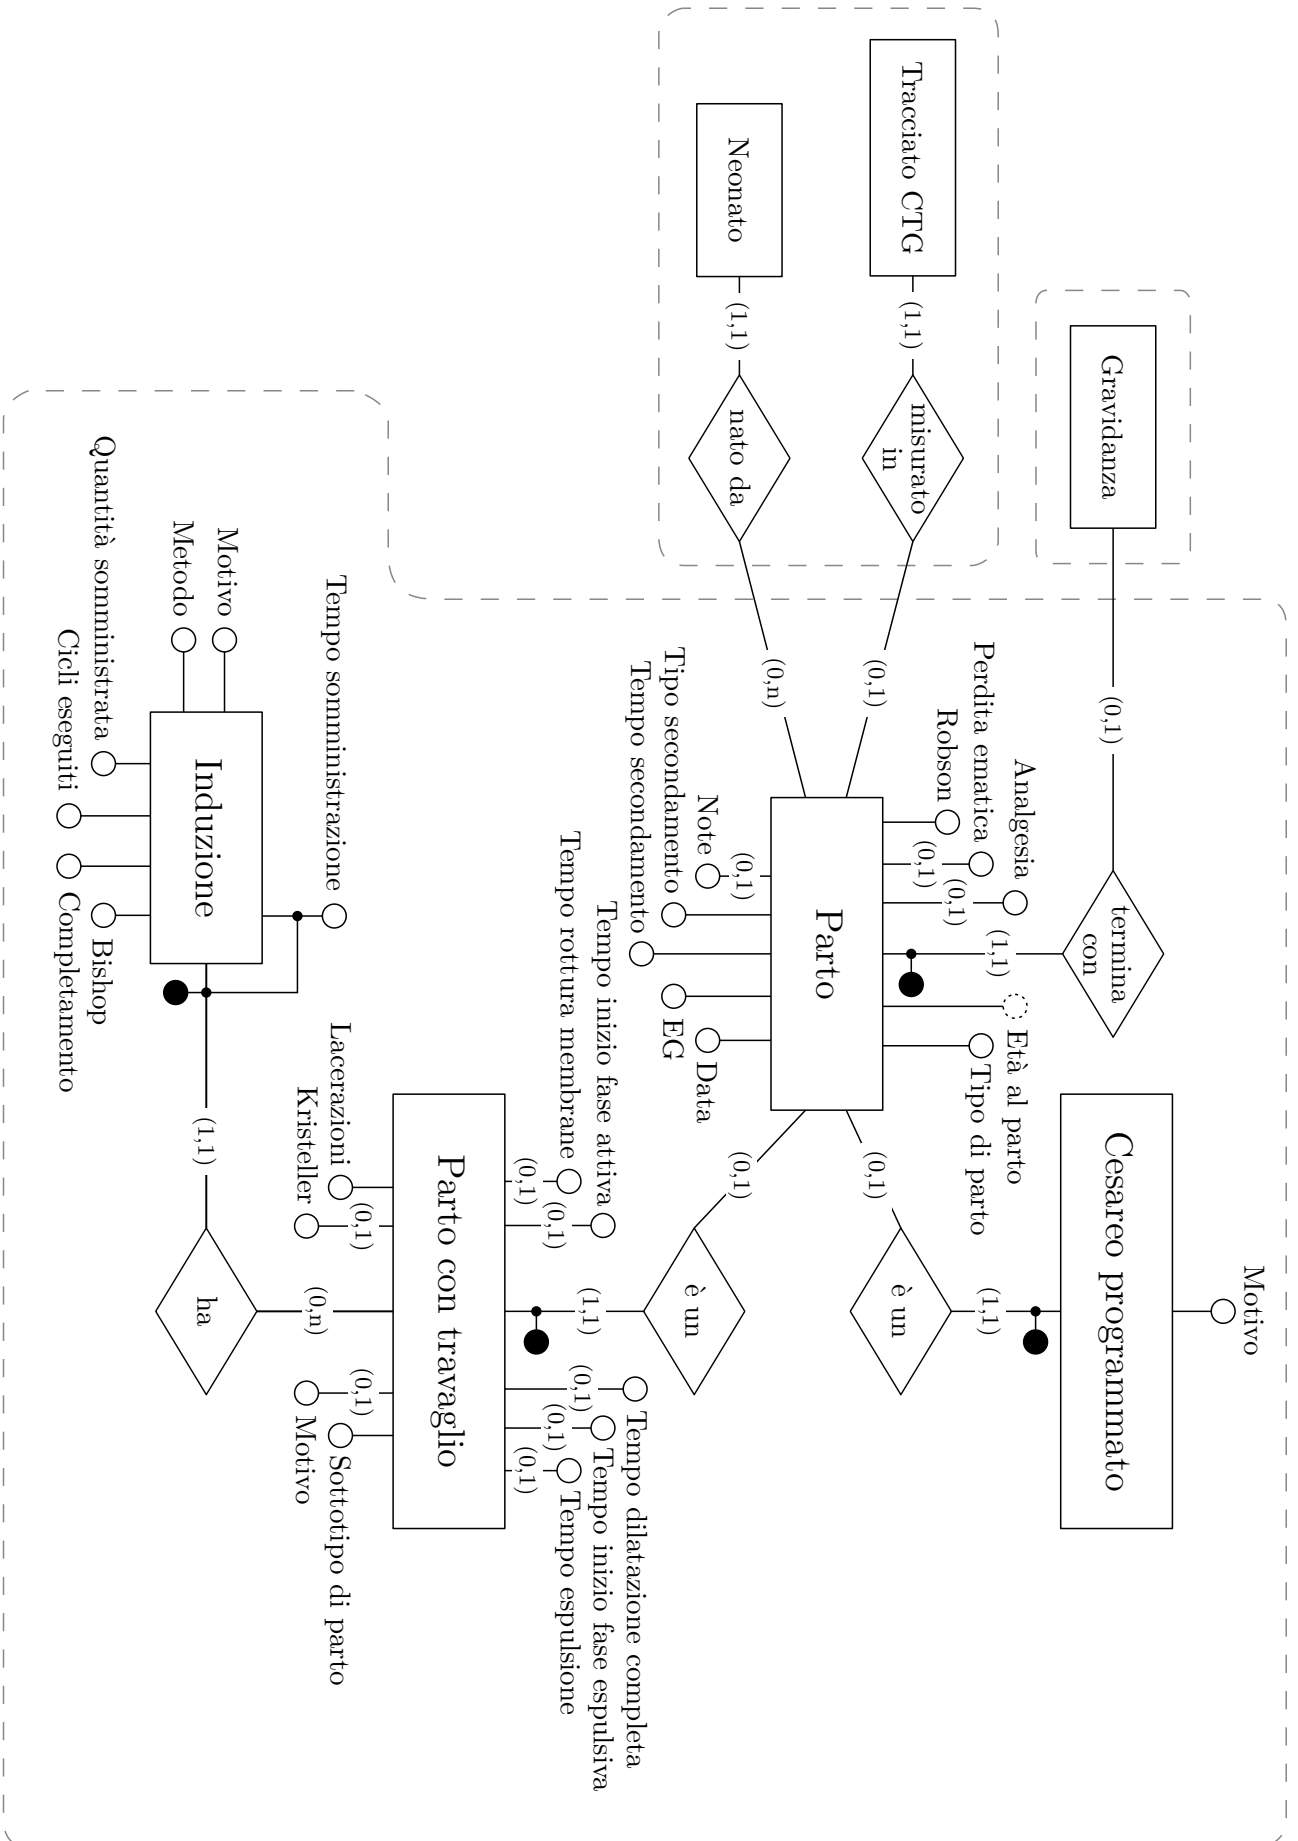 Tracciato CTG
(1,1)
misurato
in
(0,1)
Neonato
(1,1)
nato da
(0,n)
Gravidanza
(0,1)
termina
con
(1,1)
Analgesia
(0,1)
Perdita ematica
(0,1)
Robson
Età al parto
Tipo di parto
Parto
Note
(0,1)
Tipo secondamento
Tempo secondamento
EG
Data
(0,1)
è un
(1,1)
Cesareo programmato
Motivo
(0,1)
è un
(1,1)
Tempo inizio fase attiva
(0,1)
Tempo rottura membrane
(0,1)
Tempo dilatazione completa
(0,1)
Tempo inizio fase espulsiva
(0,1)
Tempo espulsione
(0,1)
Parto con travaglio
Lacerazioni
Kristeller
(0,1)
Motivo
(0,1)
Sottotipo di parto
(0,n)
ha
(1,1)
Tempo somministrazione
Induzione
Motivo
Metodo
Quantità somministrata
Cicli eseguiti
Completamento
Bishop